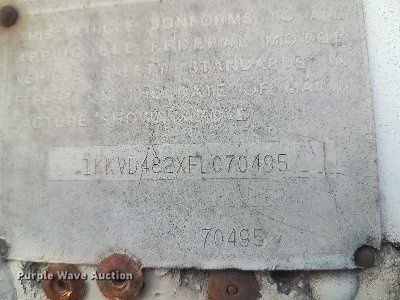 THIS VEHICLE CONFORMS TO ALL
APPLICABLE FEDERAL MOTOR
VEHICLE SAFETY STANDARDS IN
EFFECT ON THE DATE OF MANU
FACTURE SHOWN ABOVE
1KKVD482XFLC70495
70495
Purple Wave Auction